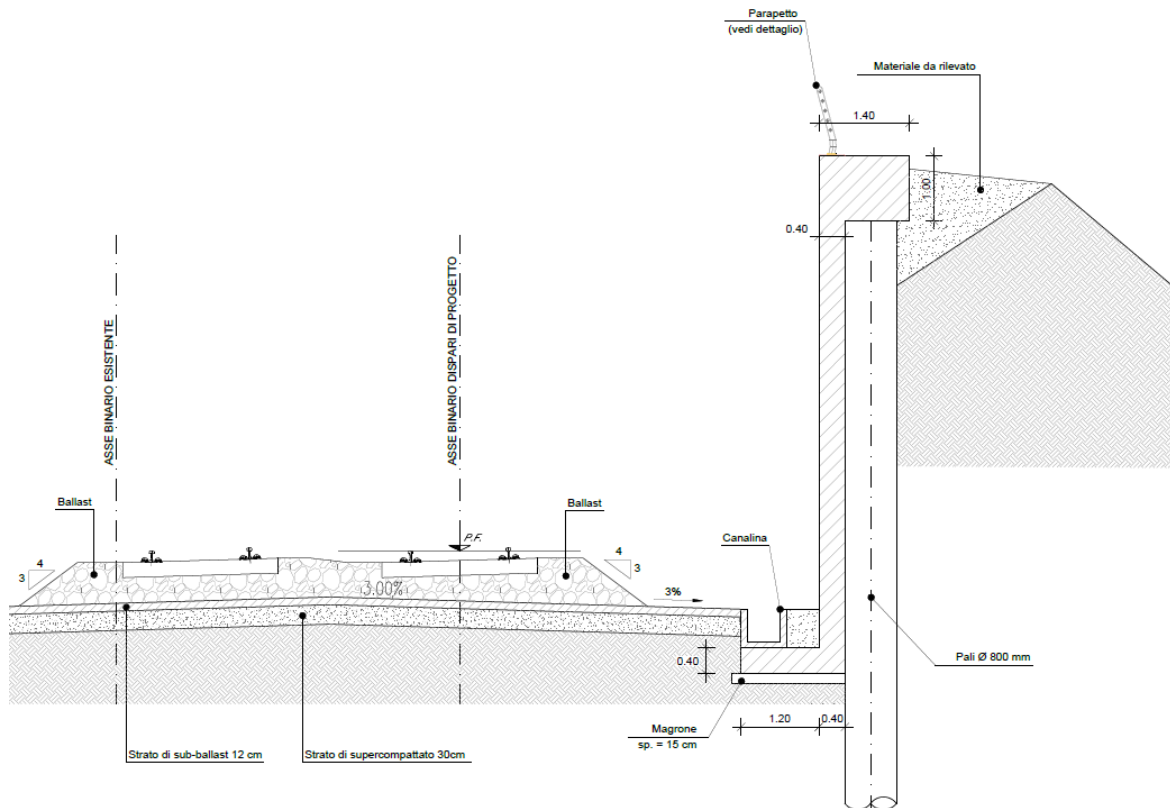 Parapetto
(vedi dettaglio)
Materiale da rilevato
1.40
1.00
0.40
ASSE BINARIO ESISTENTE
ASSE BINARIO DISPARI DI PROGETTO
Ballast
P.F.
Ballast
Canalina
4
3
4
3
3.00%
3%
0.40
Pali Ø 800 mm
1.20
0.40
Magrone
sp. = 15 cm
Strato di sub-ballast 12 cm
Strato di supercompattato 30cm